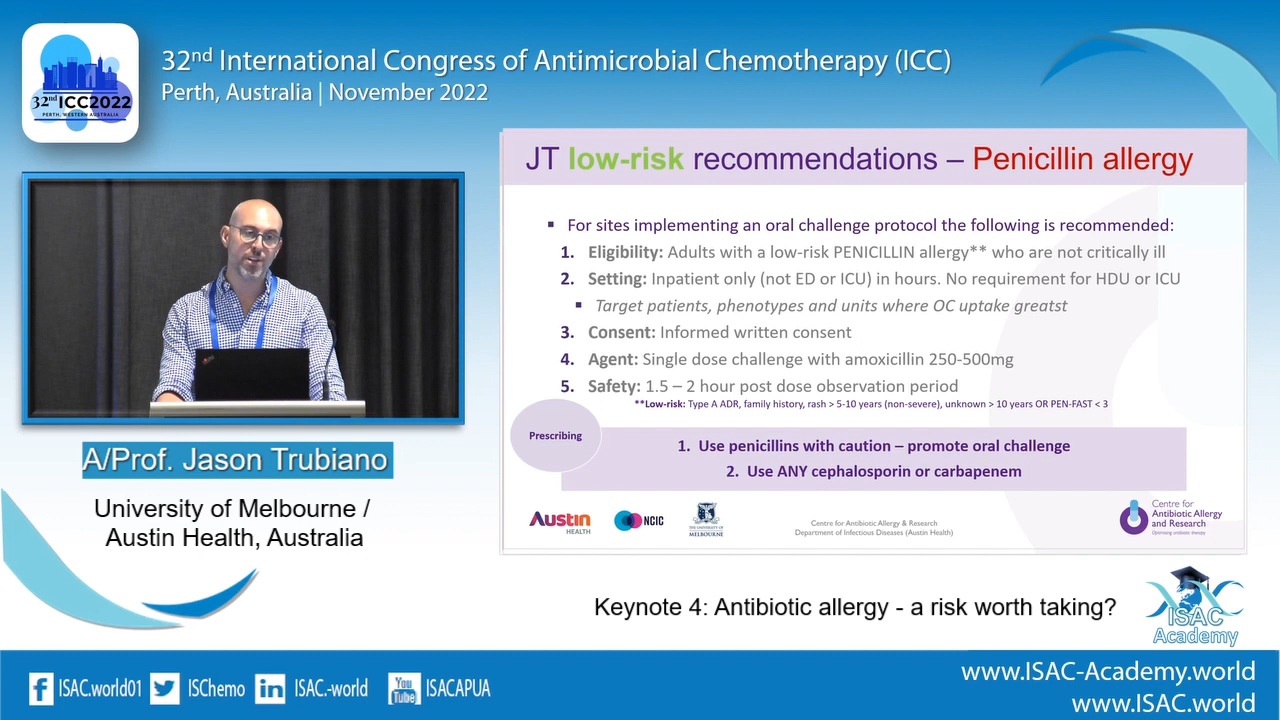 32nd International Congress of Antimicrobial Chemotherapy (ICC)
Perth, Australia | November 2022
32nd ICC2022
PERTH, WESTERN AUSTRALIA
JT low-risk recommendations – Penicillin allergy
▪ For sites implementing an oral challenge protocol the following is recommended:
1. Eligibility: Adults with a low-risk PENICILLIN allergy** who are not critically ill
2. Setting: Inpatient only (not ED or ICU) in hours. No requirement for HDU or ICU
▪ Target patients, phenotypes and units where OC uptake greatst
3. Consent: Informed written consent
4. Agent: Single dose challenge with amoxicillin 250-500mg
5. Safety: 1.5 – 2 hour post dose observation period
**Low-risk: Type A ADR, family history, rash > 5-10 years (non-severe), unknown > 10 years OR PEN-FAST < 3
Prescribing
1. Use penicillins with caution – promote oral challenge
2. Use ANY cephalosporin or carbapenem
Austin HEALTH
NCIC
THE UNIVERSITY OF MELBOURNE
Centre for Antibiotic Allergy & Research
Department of Infectious Diseases (Austin Health)
Centre for
Antibiotic Allergy
and Research
Optimising antibiotic therapy
A/Prof. Jason Trubiano
University of Melbourne /
Austin Health, Australia
Keynote 4: Antibiotic allergy - a risk worth taking?
ISAC
Academy
ISAC.world01
ISChemo
ISAC.-world
You Tube ISACAPUA
www.ISAC-Academy.world
www.ISAC.world